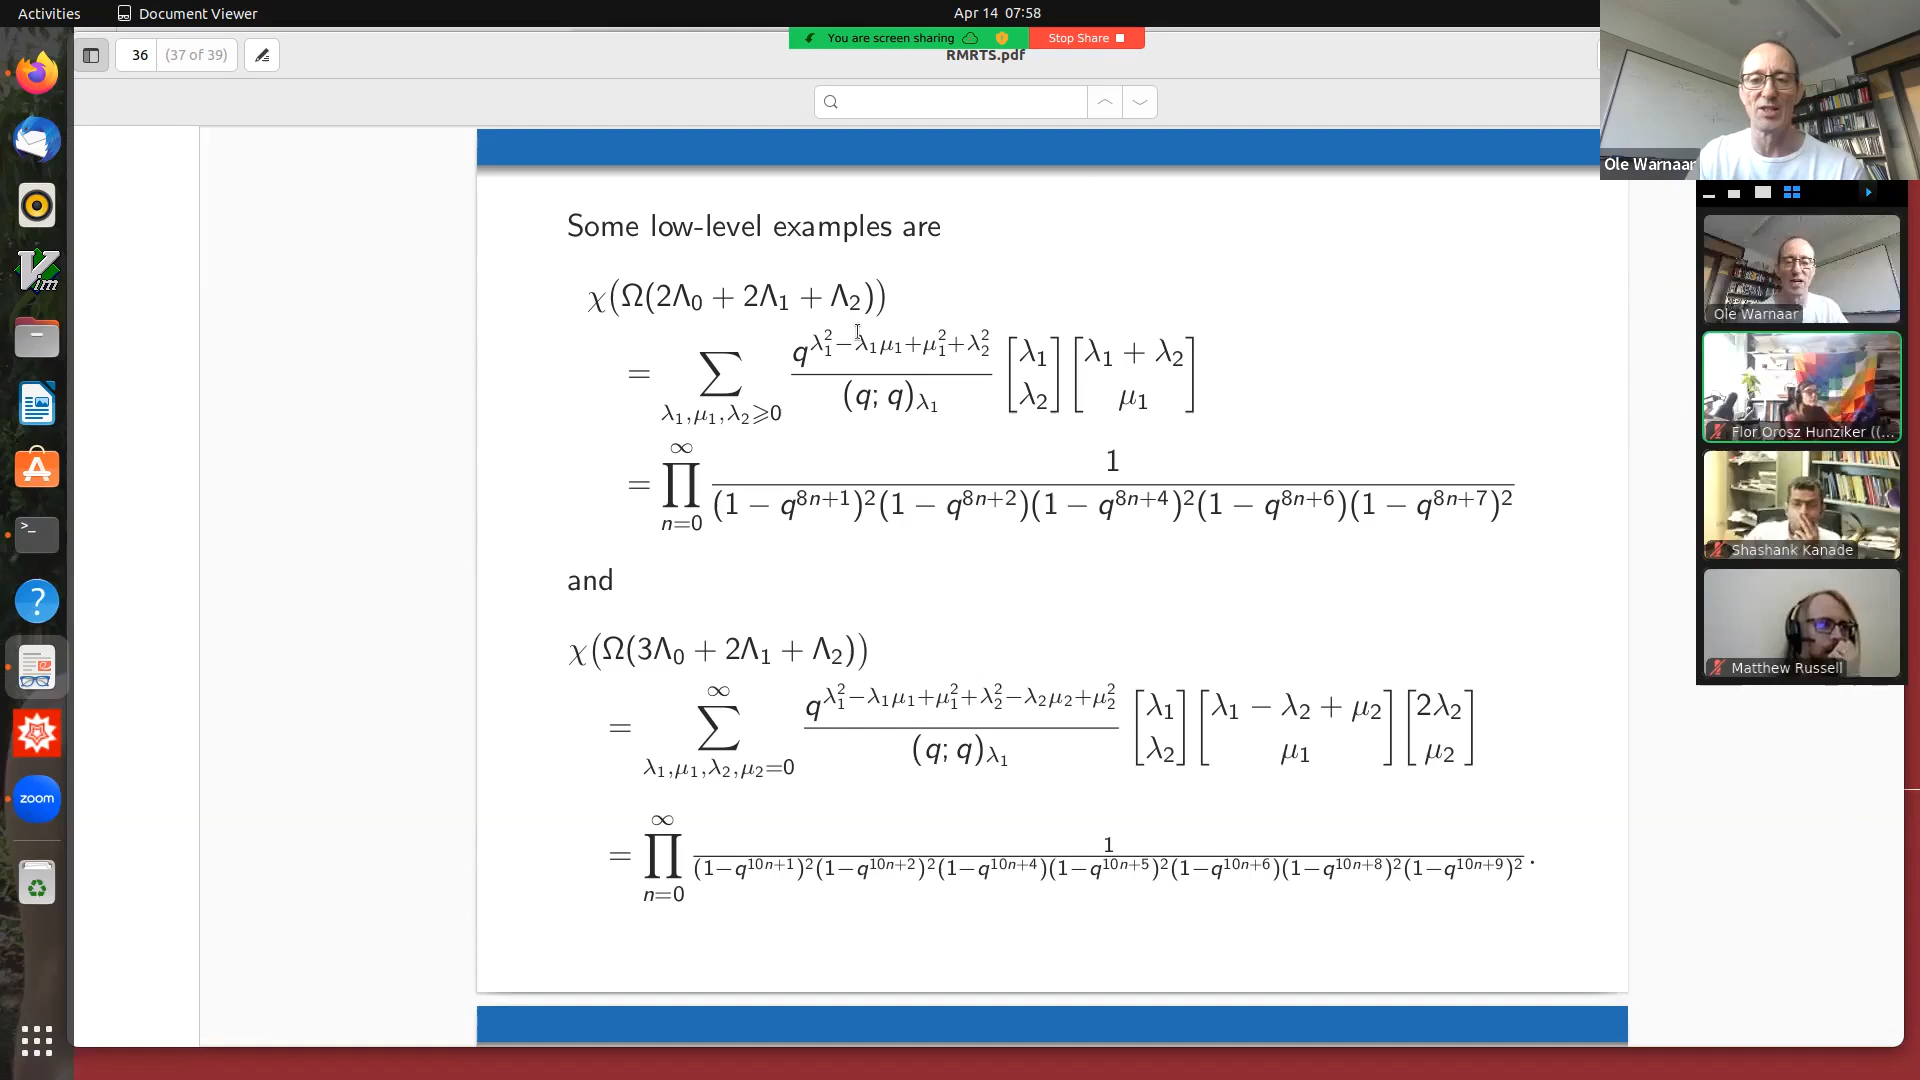 Activities
Document Viewer
Apr 14 07:58
You are screen sharing
Stop Share
36
(37 of 39)
RMRTS.pdf
Ole Warnaar
Ole Warnaar
Flor Orosz Hunziker ((...
Shashank Kanade
Matthew Russell
Vim
>_
?
zoom
Some low-level examples are
χ(Ω(2Λ₀ + 2Λ₁ + Λ₂))
= ∑_{λ₁,μ₁,λ₂⩾0} q^{λ₁²−λ₁μ₁+μ₁²+λ₂²} / (q; q)_{λ₁} [λ₁ λ₂] [λ₁ + λ₂ μ₁]
= ∏_{n=0}^{∞} 1 / (1 − q^{8n+1})²(1 − q^{8n+2})(1 − q^{8n+4})²(1 − q^{8n+6})(1 − q^{8n+7})²
and
χ(Ω(3Λ₀ + 2Λ₁ + Λ₂))
= ∑_{λ₁,μ₁,λ₂,μ₂=0}^{∞} q^{λ₁²−λ₁μ₁+μ₁²+λ₂²−λ₂μ₂+μ₂²} / (q; q)_{λ₁} [λ₁ λ₂] [λ₁ − λ₂ + μ₂ μ₁] [2λ₂ μ₂]
= ∏_{n=0}^{∞} 1 / (1−q^{10n+1})²(1−q^{10n+2})²(1−q^{10n+4})(1−q^{10n+5})²(1−q^{10n+6})(1−q^{10n+8})²(1−q^{10n+9})² .